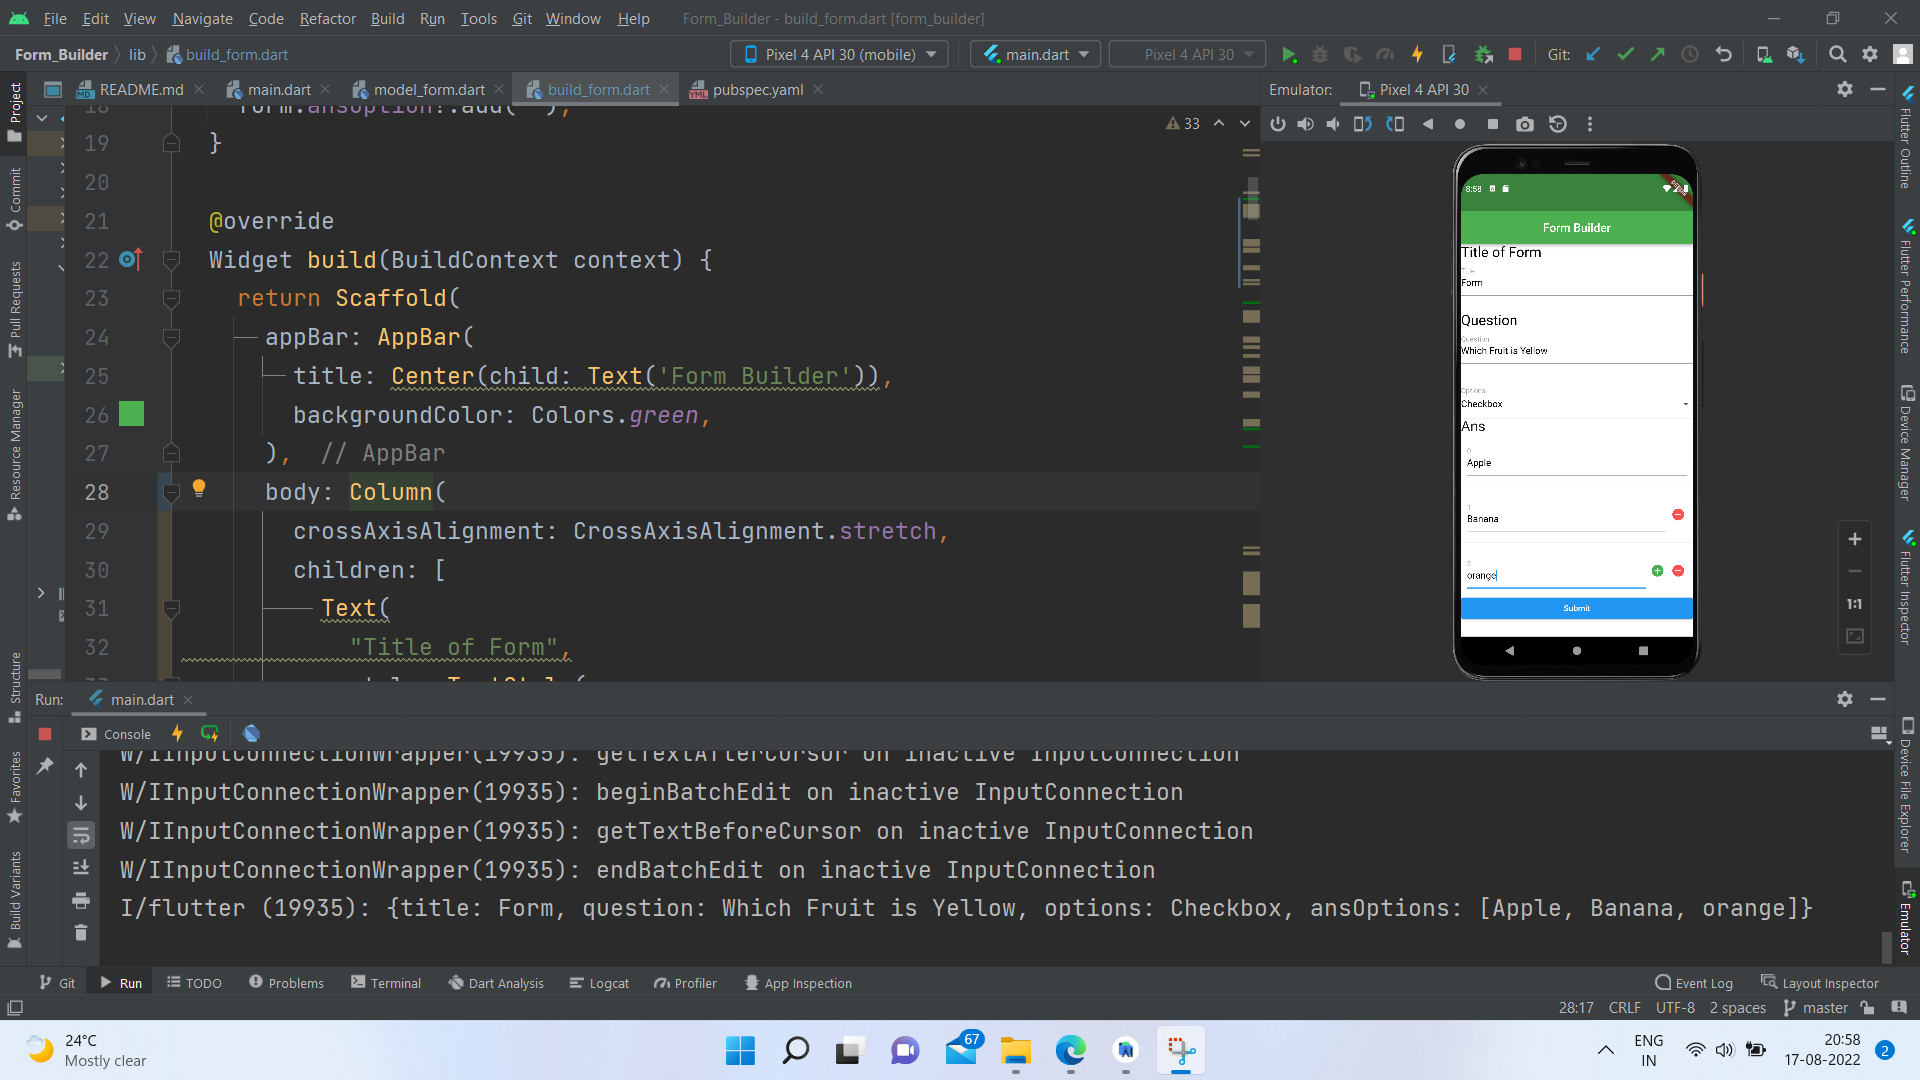 File Edit View Navigate Code Refactor Build Run Tools Git Window Help Form_Builder - build_form.dart [form_builder]
Form_Builder lib build_form.dart Pixel 4 API 30 (mobile) main.dart Pixel 4 API 30 Git:
README.md main.dart model_form.dart build_form.dart pubspec.yaml
Emulator: Pixel 4 API 30
18 form.ansoption!.add(" ");
19 }
20
21 @override
22 Widget build(BuildContext context) {
23 return Scaffold(
24 appBar: AppBar(
25 title: Center(child: Text('Form Builder')),
26 backgroundColor: Colors.green,
27 ), // AppBar
28 body: Column(
29 crossAxisAlignment: CrossAxisAlignment.stretch,
30 children: [
31 Text(
32 "Title of Form",
33
33
8:58
Form Builder
Title of Form
Title
Form
Question
Question
Which Fruit is Yellow
Options
Checkbox
Ans
0
Apple
1
Banana
2
orange
Submit
1:1
Project
Commit
Pull Requests
Resource Manager
Structure
Favorites
Build Variants
Flutter Outline
Flutter Performance
Device Manager
Flutter Inspector
Device File Explorer
Emulator
Run: main.dart
Console
W/IInputConnectionWrapper(19935): getTextAfterCursor on inactive InputConnection
W/IInputConnectionWrapper(19935): beginBatchEdit on inactive InputConnection
W/IInputConnectionWrapper(19935): getTextBeforeCursor on inactive InputConnection
W/IInputConnectionWrapper(19935): endBatchEdit on inactive InputConnection
I/flutter (19935): {title: Form, question: Which Fruit is Yellow, options: Checkbox, ansOptions: [Apple, Banana, orange]}
Git Run TODO Problems Terminal Dart Analysis Logcat Profiler App Inspection Event Log Layout Inspector
28:17 CRLF UTF-8 2 spaces master
24°C
Mostly clear
67
ENG
IN
20:58
17-08-2022
2